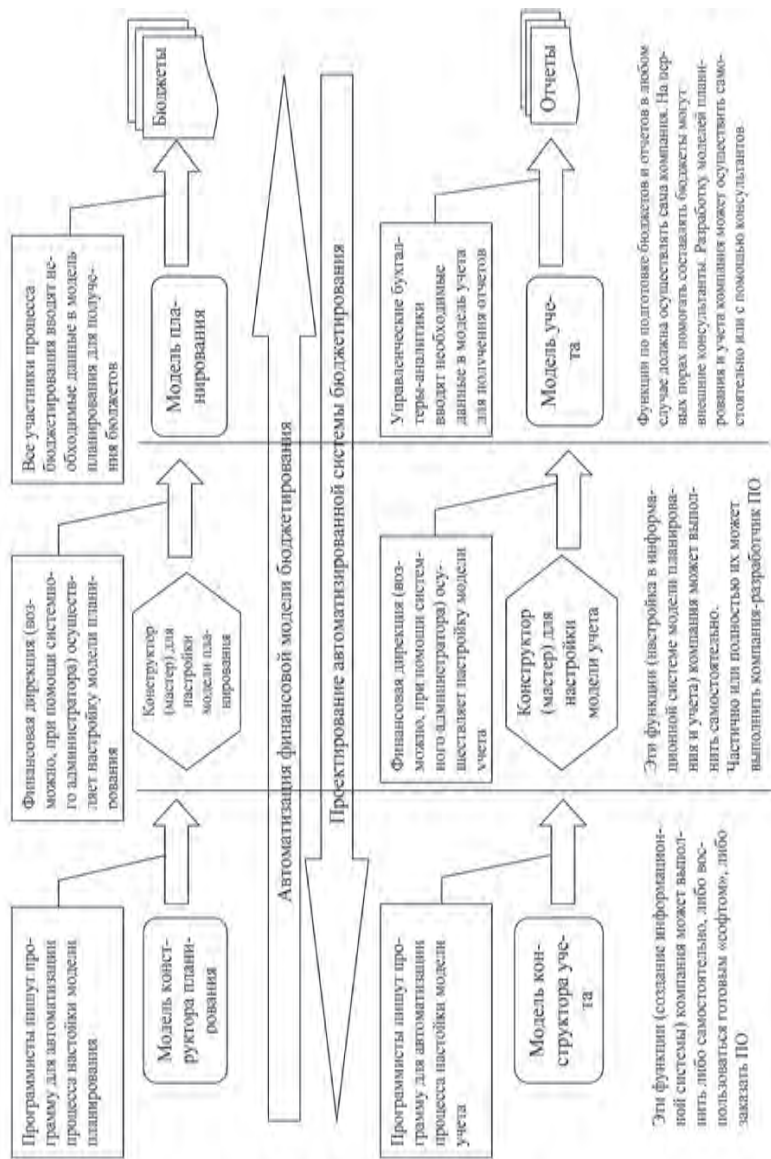 Программисты пишут про-
грамму для автоматизации
процесса настойки модели
планирования
Финансовая дирекция (воз-
можно, при помощи системно-
го администратора) осуществ-
ляет настройку модели плани-
рования
Все участники процесса
бюджетирования вводят не-
обходимые данные в модель
планирования для получе-
ния бюджетов
Модель конст-
руктора плани-
рования
Конструктор
(мастер) для
настройки
модели пла-
нирования
Модель пла-
нирования
Бюджеты
Автоматизация финансовой модели бюджетирования
Проектирование автоматизированной системы бюджетирования
Программисты пишут про-
грамму для автоматизации
процесса настойки модели
учета
Финансовая дирекция (воз-
можно, при помощи систем-
ного администратора) осу-
ществляет настройку модели
учета
Управленческие бухгал-
теры-аналитики
вводят необходимые
данные в модель учета
для получения отчетов
Модель кон-
структора уче-
та
Конструктор
(мастер) для
настройки
модели учета
Модель уче-
та
Отчеты
Эти функции (создание информацион-
ной системы) компания может выпол-
нить либо самостоятельно, либо вос-
пользоваться готовым «софтом», либо
заказать ПО
Эти функции (настройка в информа-
ционной системе модели планирова-
ния и учета) компания может выпол-
нить самостоятельно.
Частично или полностью их может
выполнить компания-разработчик ПО
Функции по подготовке бюджетов и отчетов в любом
случае должна осуществлять сама компания. На пер-
вых порах помогать составлять бюджеты могут
внешние консультанты. Разработку моделей плани-
рования и учета компания может осуществить само-
стоятельно или с помощью консультантов